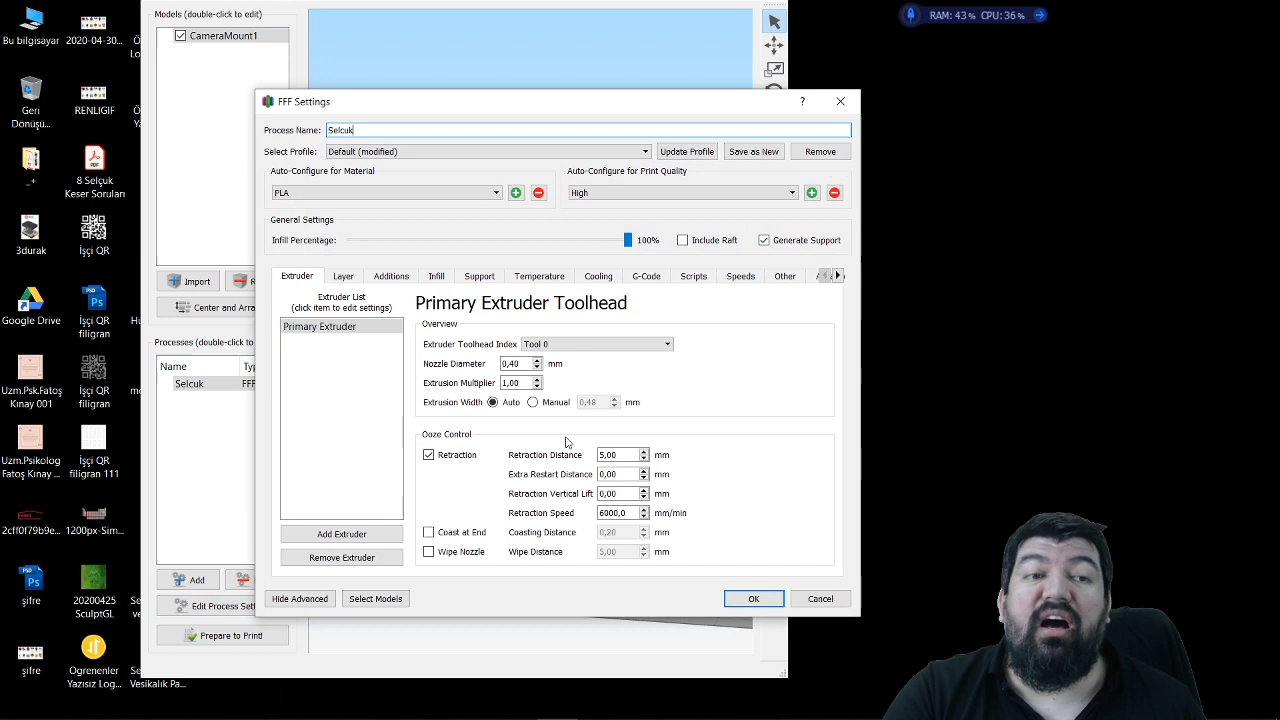 Models (double-click to edit)
CameraMount1
RAM: 43 % CPU: 36 %
Bu bilgisayar
2020-04-30...
Geri
Dönüşü...
RENLIGIF
_+
8 Selçuk
Keser Soruları
3durak
İşçi QR
Google Drive
İşçi QR
filigran
Uzm.Psk.Fatoş
Kınay 001
İşçi QR
filigran
Uzm.Psikolog
Fatoş Kınay ...
İşçi QR
filigran 111
2cff0f79b9e...
1200px-Sim...
şifre
20200425
SculptGL
şifre
Ogrenenler
Yazısiz Log...
Vesikalık Pa...
Import
Center and Arra
Processes (double-click to
Name
Typ
Selcuk
FFF
Add
Edit Process Set
Prepare to Print!
FFF Settings
?
Process Name:
Selcuk
Select Profile:
Default (modified)
Update Profile
Save as New
Remove
Auto-Configure for Material
PLA
Auto-Configure for Print Quality
High
General Settings
Infill Percentage:
100%
Include Raft
Generate Support
Extruder
Layer
Additions
Infill
Support
Temperature
Cooling
G-Code
Scripts
Speeds
Other
Extruder List
(click item to edit settings)
Primary Extruder
Add Extruder
Remove Extruder
Primary Extruder Toolhead
Overview
Extruder Toolhead Index
Tool 0
Nozzle Diameter
0,40
mm
Extrusion Multiplier
1,00
Extrusion Width
Auto
Manual
0,48
mm
Ooze Control
Retraction
Retraction Distance
5,00
mm
Extra Restart Distance
0,00
mm
Retraction Vertical Lift
0,00
mm
Retraction Speed
6000,0
mm/min
Coast at End
Coasting Distance
0,20
mm
Wipe Nozzle
Wipe Distance
5,00
mm
Hide Advanced
Select Models
OK
Cancel